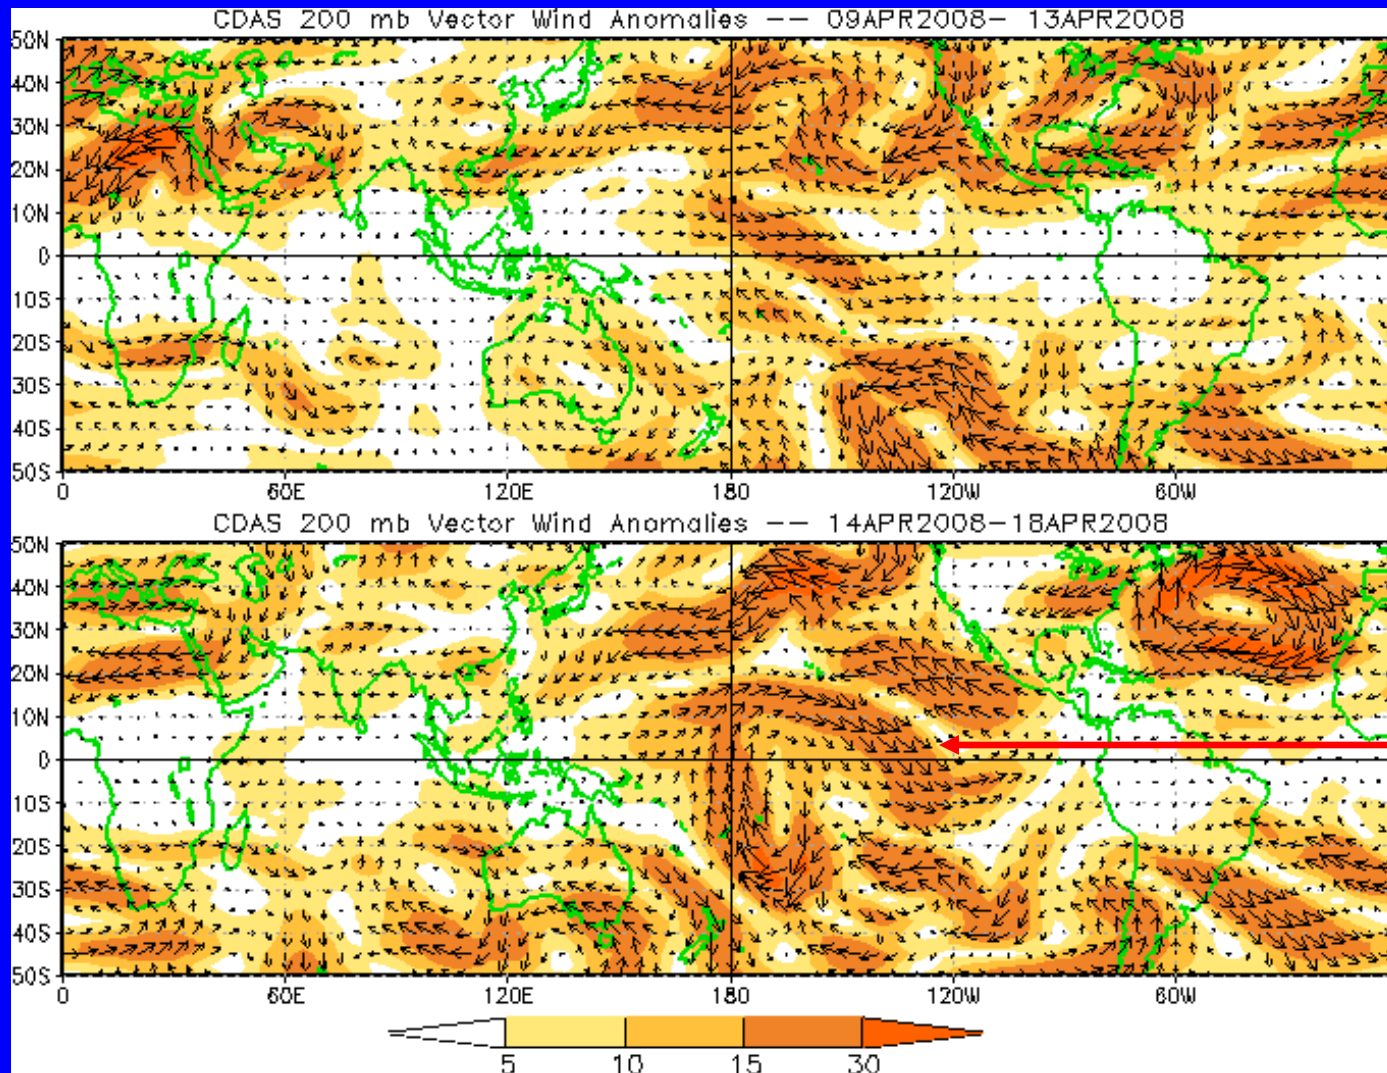 CDAS 200 mb Vector Wind Anomalies -- 09APR2008- 13APR2008
50N
40N
30N
20N
10N
0
10S
20S
30S
40S
50S
0 60E 120E 180 120W 60W
CDAS 200 mb Vector Wind Anomalies -- 14APR2008-18APR2008
50N
40N
30N
20N
10N
0
10S
20S
30S
40S
50S
0 60E 120E 180 120W 60W
5 10 15 30